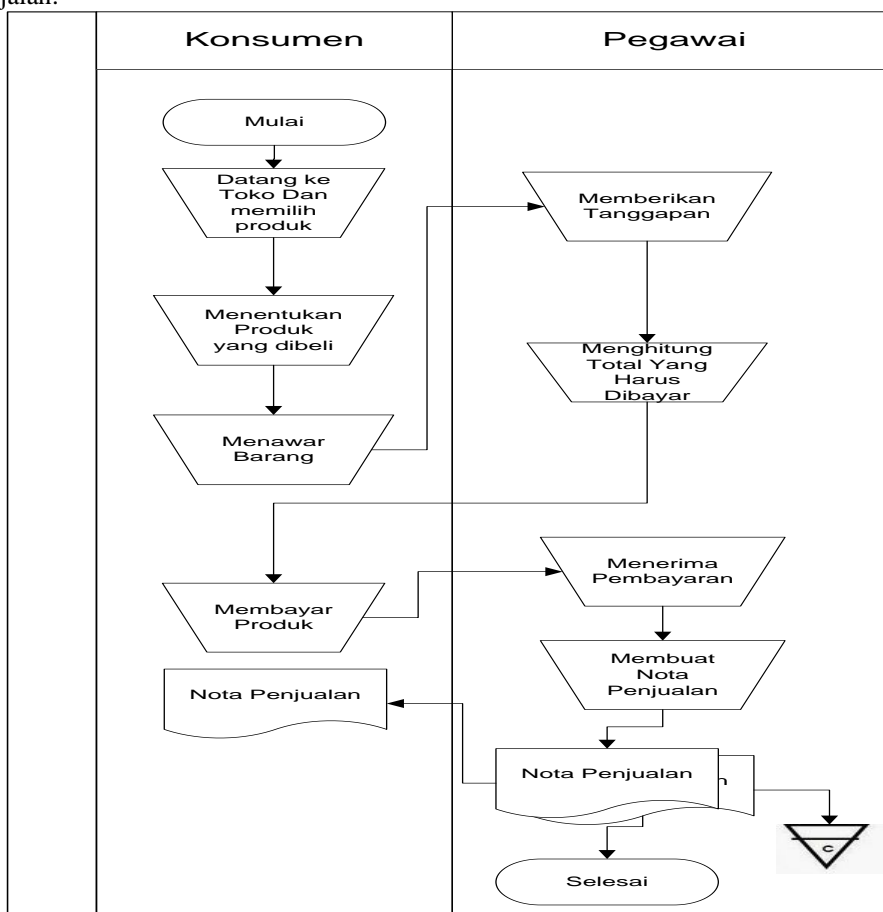 jalan.
Konsumen
Pegawai
Mulai
Datang ke
Toko Dan
memilih
produk
Memberikan
Tanggapan
Menentukan
Produk
yang dibeli
Menghitung
Total Yang
Harus
Dibayar
Menawar
Barang
Menerima
Pembayaran
Membayar
Produk
Membuat
Nota
Penjualan
Nota Penjualan
Nota Penjualan
n
C
Selesai